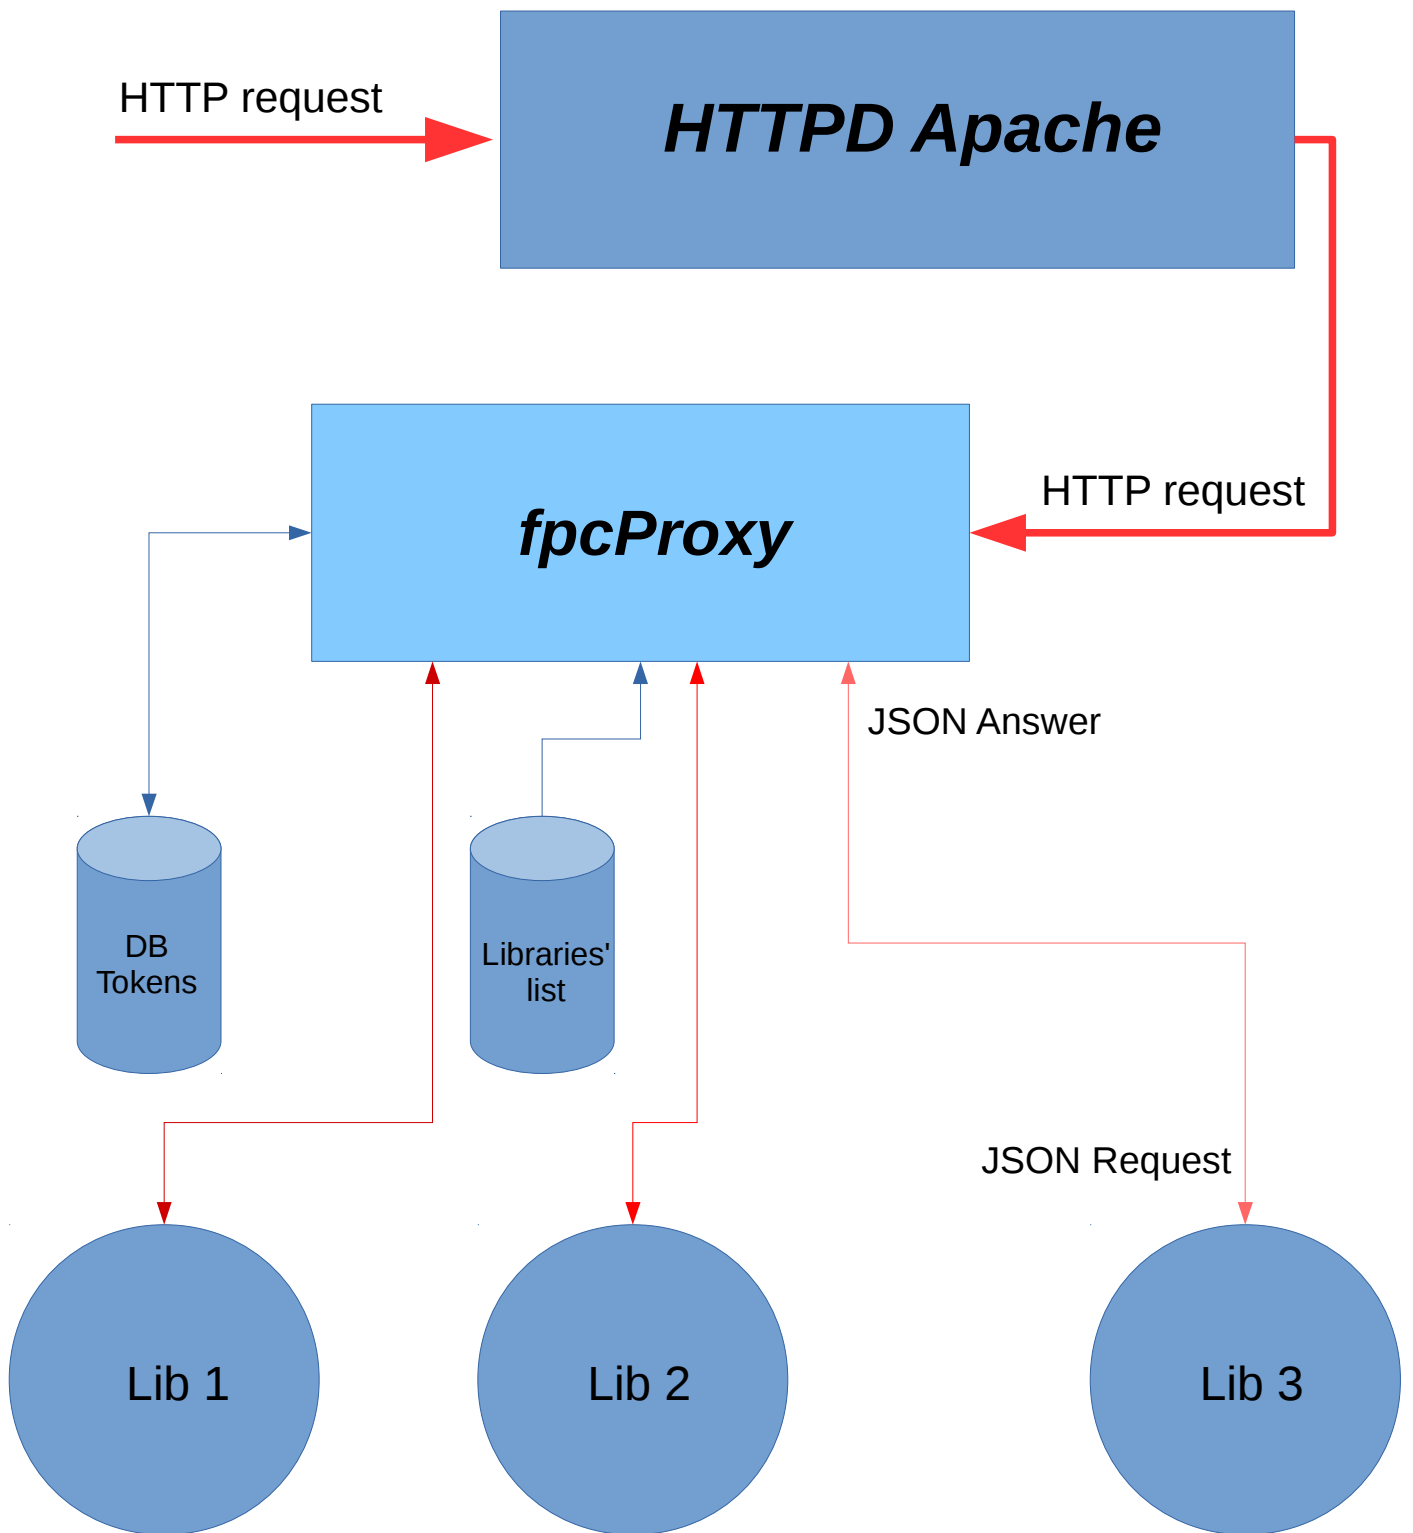 HTTP request
HTTPD Apache
HTTP request
fpcProxy
JSON Answer
DB
Tokens
Libraries'
list
JSON Request
Lib 1
Lib 2
Lib 3